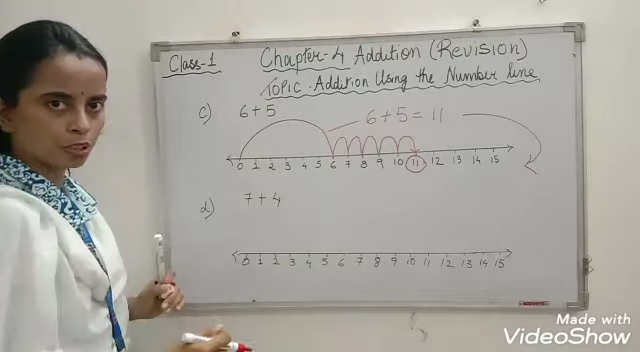 Class-1
Chapter-4 Addition (Revision)
TOPIC - Addition Using the Number line
c) 6+5
6+5=11
0 1 2 3 4 5 6 7 8 9 10 11 12 13 14 15
d) 7+4
0 1 2 3 4 5 6 7 8 9 10 11 12 13 14 15
KORES
Made with
VideoShow